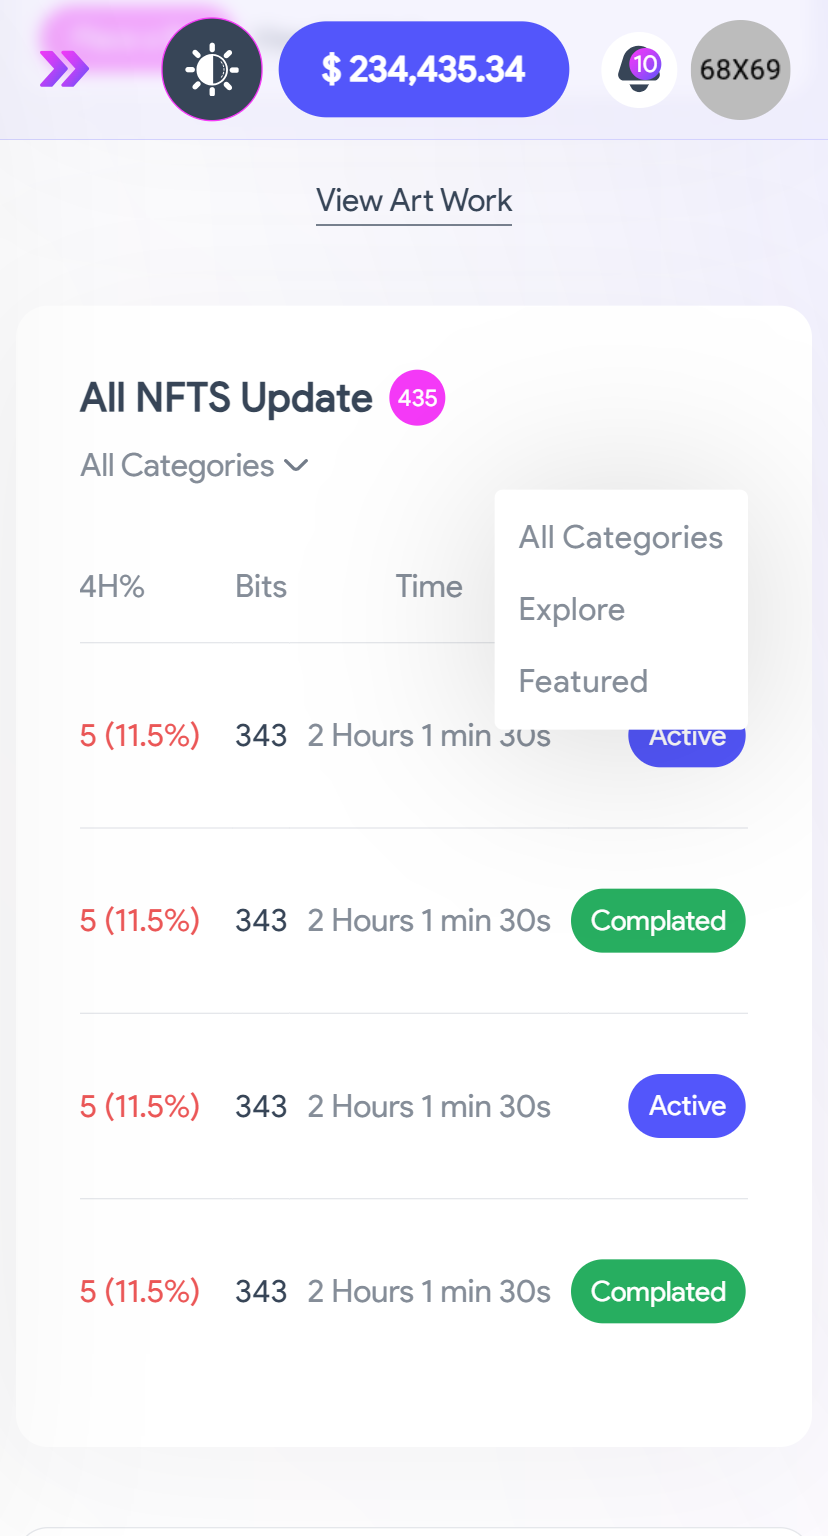 $ 234,435.34
10
68X69
View Art Work
All NFTS Update 435
All Categories
All Categories
Explore
Featured
4H% Bits Time
5 (11.5%) 343 2 Hours 1 min 30s Active
5 (11.5%) 343 2 Hours 1 min 30s Complated
5 (11.5%) 343 2 Hours 1 min 30s Active
5 (11.5%) 343 2 Hours 1 min 30s Complated